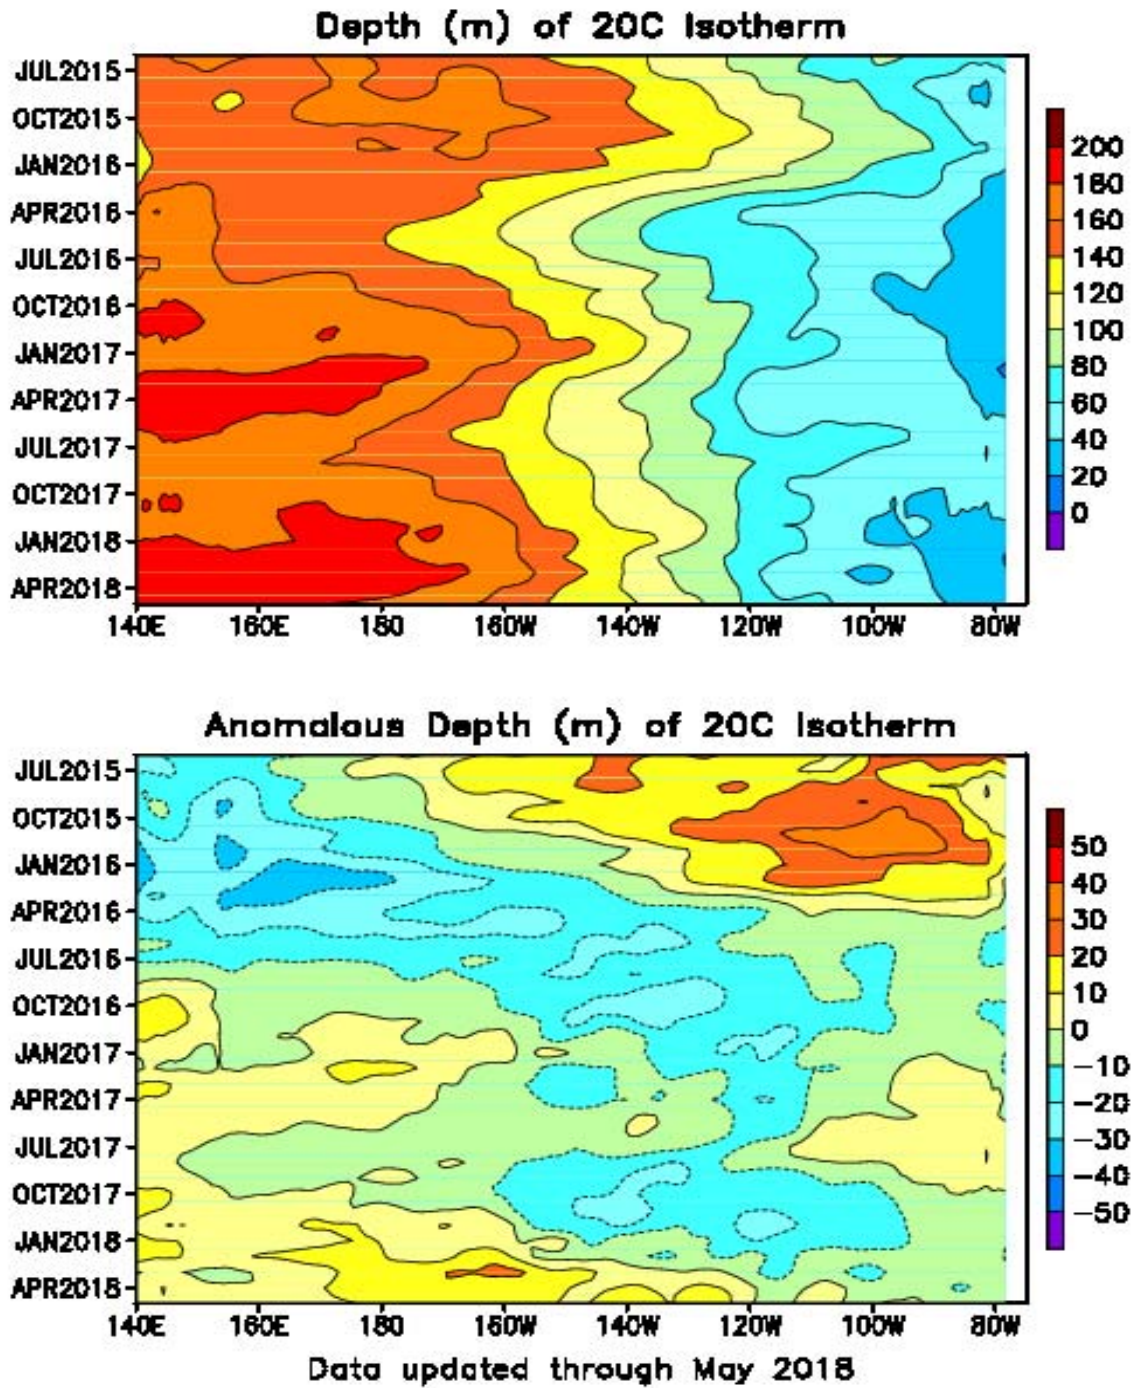 Depth (m) of 20C Isotherm
JUL2015
OCT2015
JAN2016
APR2016
JUL2016
OCT2016
JAN2017
APR2017
JUL2017
OCT2017
JAN2018
APR2018
140E 160E 180 160W 140W 120W 100W 80W
200
180
160
140
120
100
80
60
40
20
0
Anomalous Depth (m) of 20C Isotherm
JUL2015
OCT2015
JAN2016
APR2016
JUL2016
OCT2016
JAN2017
APR2017
JUL2017
OCT2017
JAN2018
APR2018
140E 160E 180 160W 140W 120W 100W 80W
50
40
30
20
10
0
-10
-20
-30
-40
-50
Data updated through May 2018